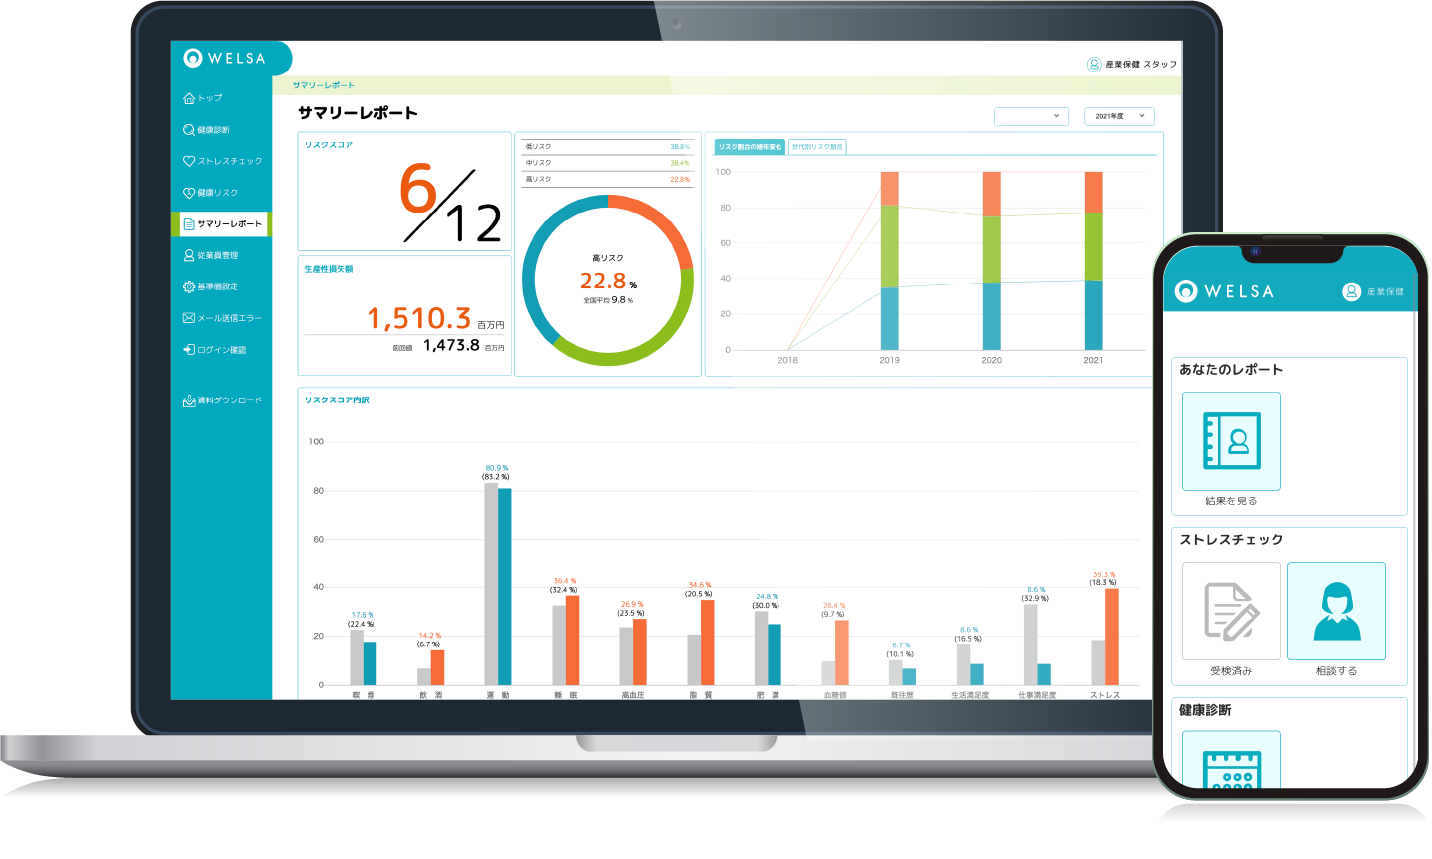 WELSA
産業保健 スタッフ
トップ
健康診断
ストレスチェック
健康リスク
サマリーレポート
従業員管理
基準値設定
メール送信エラー
ログイン確認
資料ダウンロード
サマリーレポート
サマリーレポート
2021年度
リスクスコア
6/12
生産性損失額
1,510.3 百万円
前回値 1,473.8 百万円
低リスク 38.8%
中リスク 38.4%
高リスク 22.8%
高リスク
22.8 %
全国平均 9.8 %
リスク割合の経年変化 世代別リスク割合
100
80
60
40
20
0
2018 2019 2020 2021
リスクスコア内訳
100
80
60
40
20
0
17.6 %
(22.4 %)
14.2 %
(6.7 %)
80.9 %
(83.2 %)
36.4 %
(32.4 %)
26.9 %
(23.5 %)
34.6 %
(20.5 %)
24.8 %
(30.0 %)
26.4 %
(9.7 %)
6.7 %
(10.1 %)
8.6 %
(16.5 %)
8.6 %
(32.9 %)
39.3 %
(18.3 %)
喫 煙 飲 酒 運 動 睡 眠 高血圧 脂 質 肥 満 血糖値 既往歴 生活満足度 仕事満足度 ストレス
WELSA
産業保健
あなたのレポート
結果を見る
ストレスチェック
受検済み 相談する
健康診断